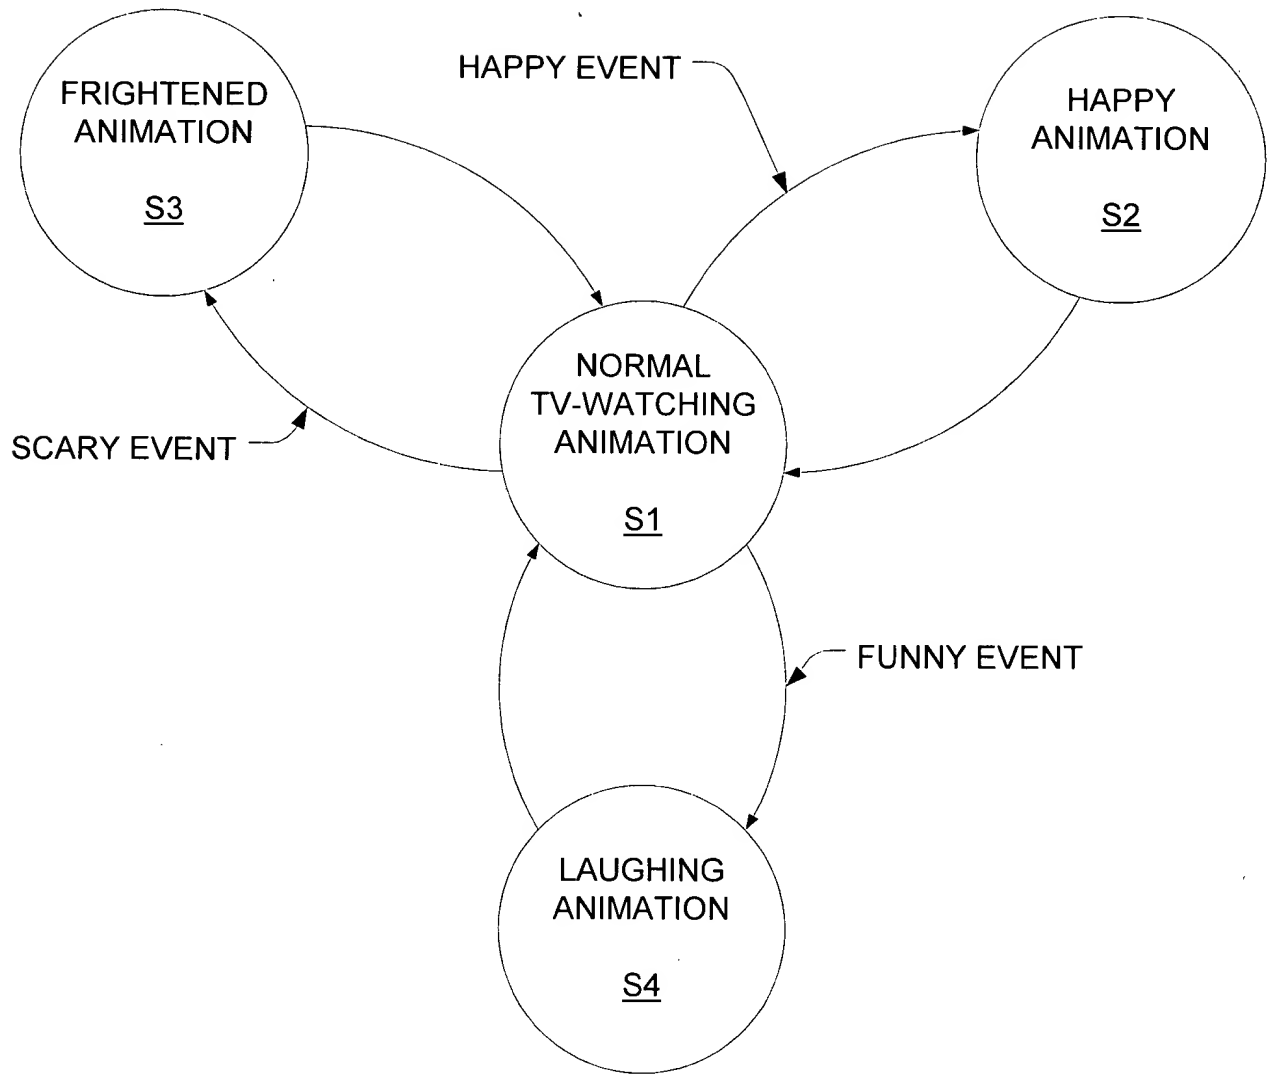 FRIGHTENED
ANIMATION
S3
HAPPY EVENT
HAPPY
ANIMATION
S2
NORMAL
TV-WATCHING
ANIMATION
S1
SCARY EVENT
FUNNY EVENT
LAUGHING
ANIMATION
S4